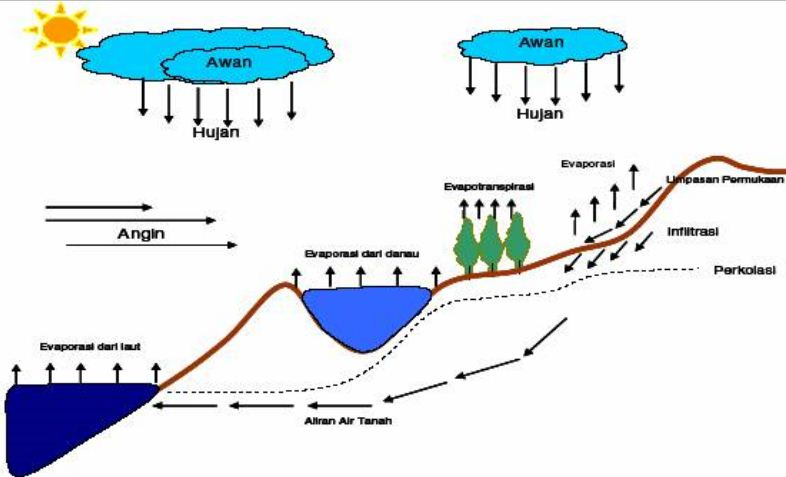 Awan
Awan
Hujan
Hujan
Evaporasi
Limpasan Permukaan
Evapotranspirasi
Infiltrasi
Angin
Evaporasi dari danau
Perkolasi
Evaporasi dari laut
Aliran Air Tanah